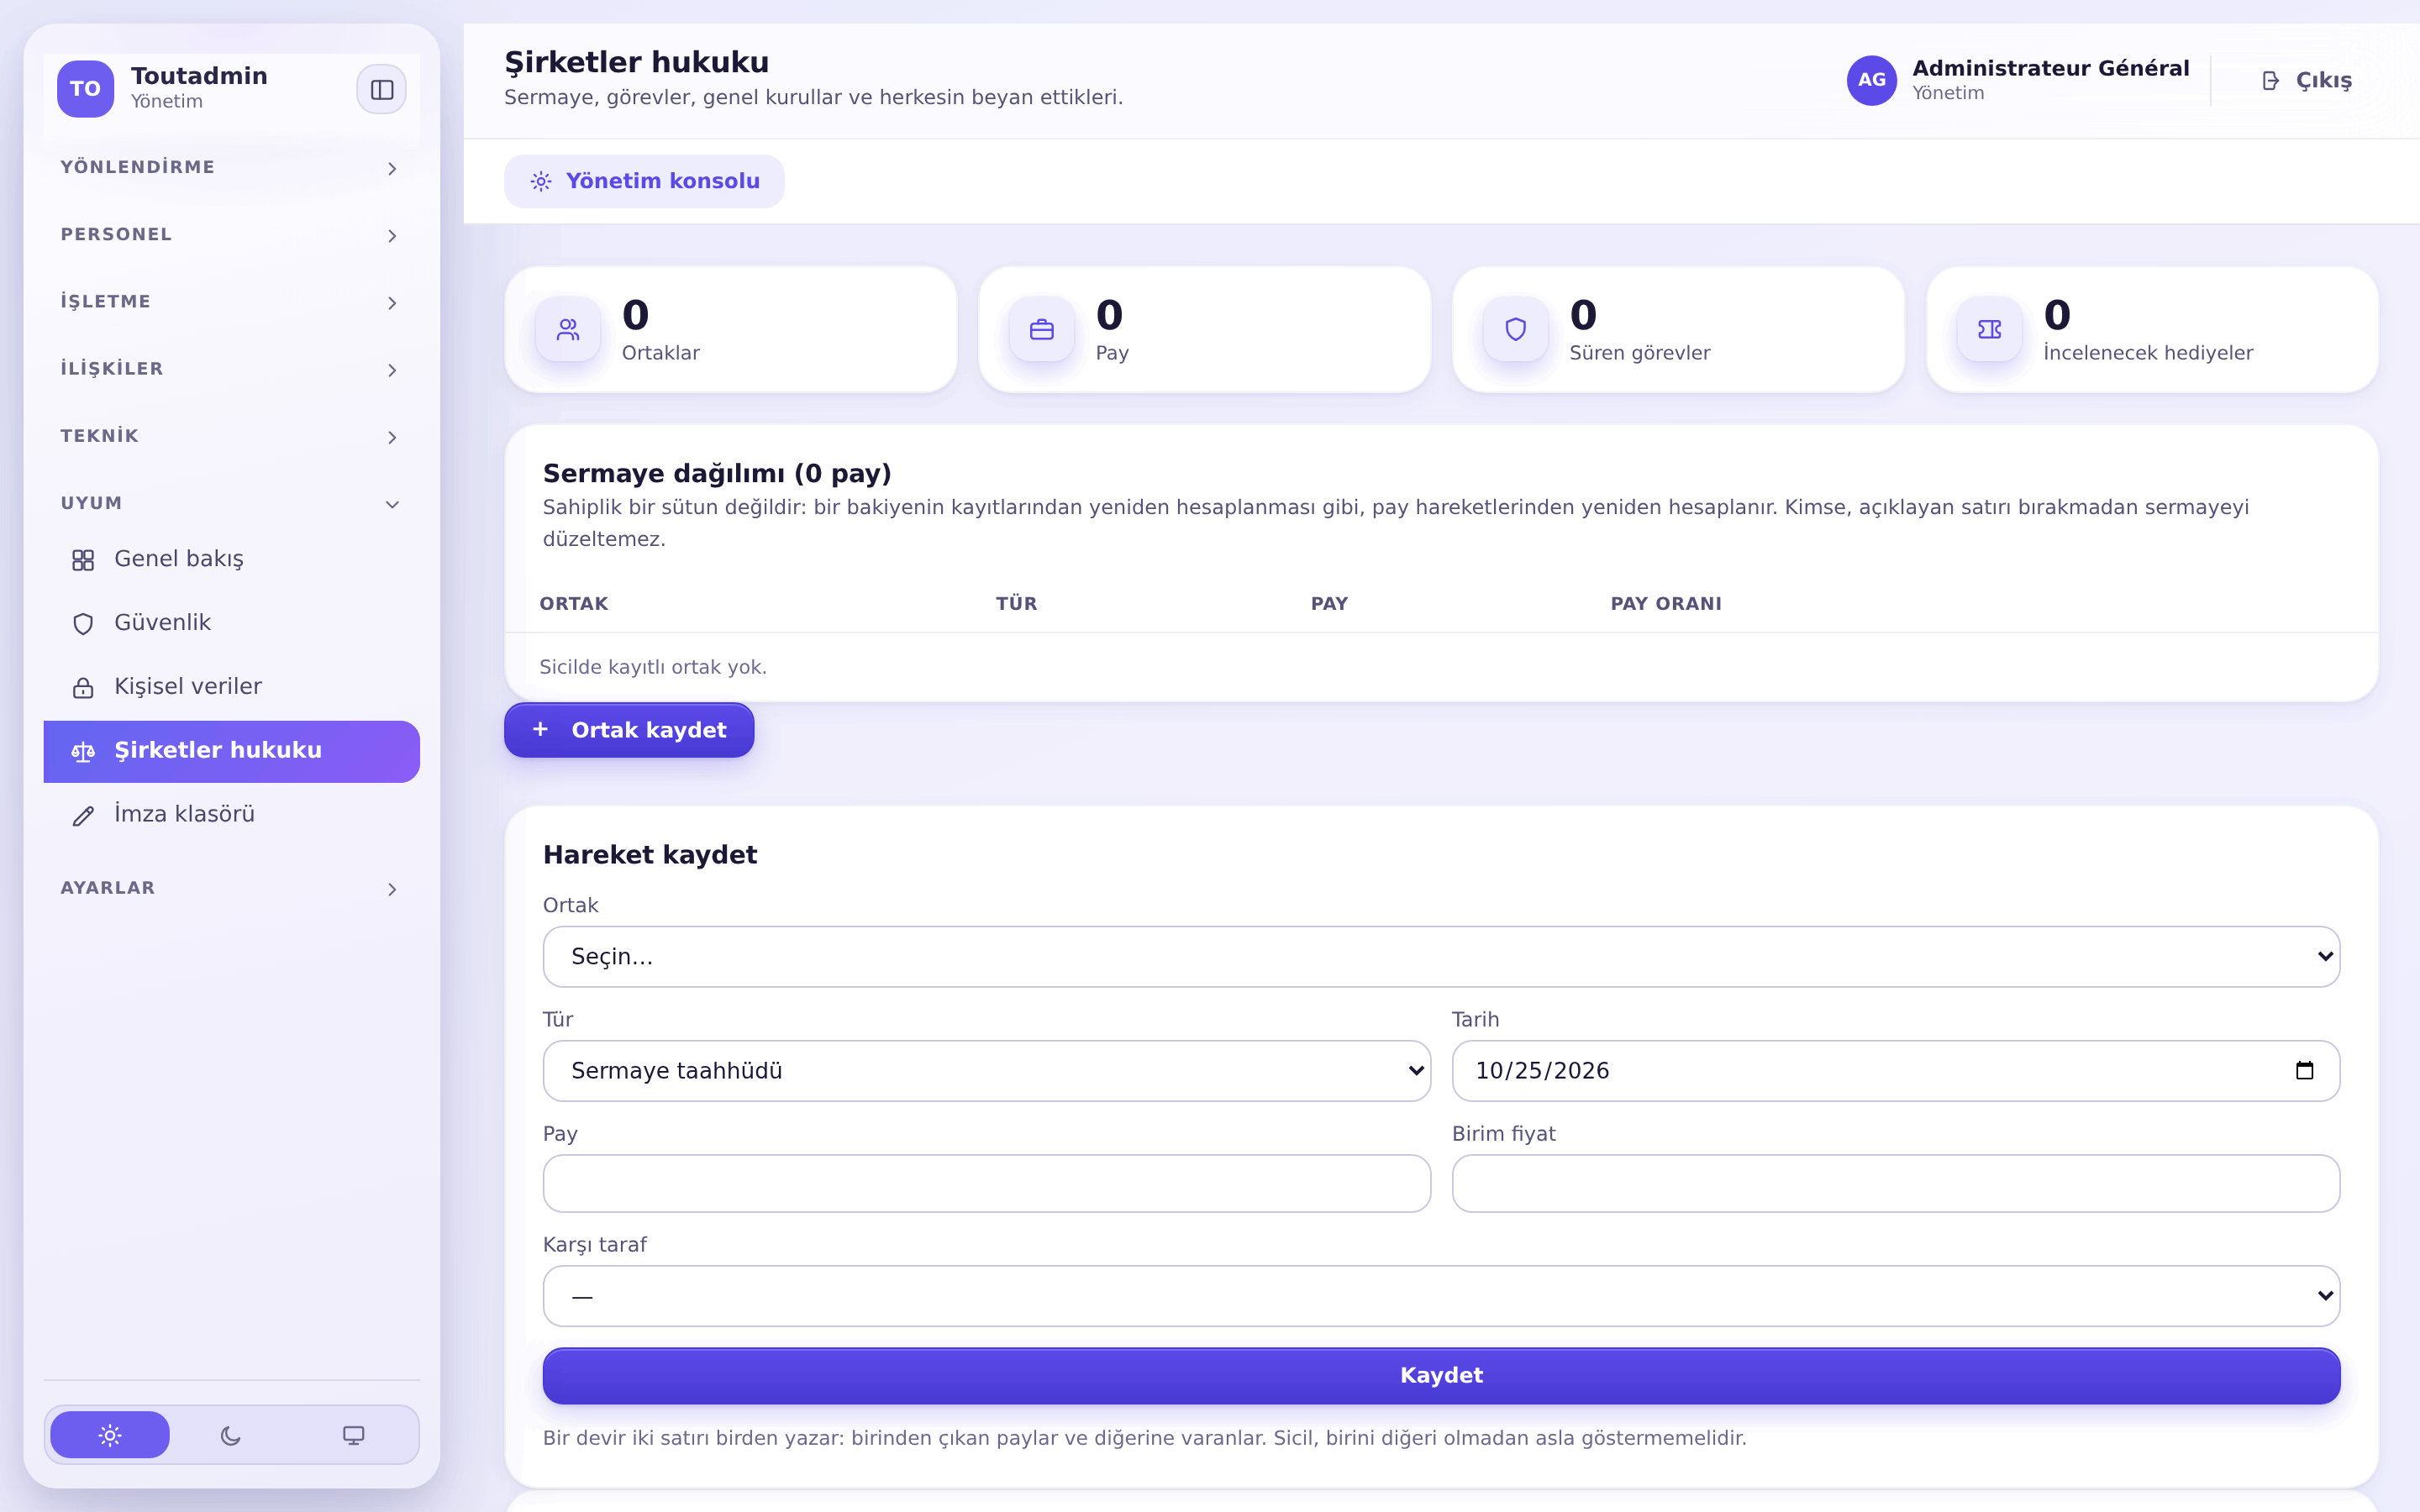 TO
Toutadmin
Yönetim
YÖNLENDİRME
PERSONEL
İŞLETME
İLİŞKİLER
TEKNİK
UYUM
Genel bakış
Güvenlik
Kişisel veriler
Şirketler hukuku
İmza klasörü
AYARLAR
Şirketler hukuku
Sermaye, görevler, genel kurullar ve herkesin beyan ettikleri.
AG
Administrateur Général
Yönetim
Çıkış
Yönetim konsolu
0
Ortaklar
0
Pay
0
Süren görevler
0
İncelenecek hediyeler
Sermaye dağılımı (0 pay)
Sahiplik bir sütun değildir: bir bakiyenin kayıtlarından yeniden hesaplanması gibi, pay hareketlerinden yeniden hesaplanır. Kimse, açıklayan satırı bırakmadan sermayeyi
düzeltemez.
ORTAK TÜR PAY PAY ORANI
Sicilde kayıtlı ortak yok.
+ Ortak kaydet
Hareket kaydet
Ortak
Seçin...
Tür Tarih
Sermaye taahhüdü 10/25/2026
Pay Birim fiyat
Karşı taraf
—
Kaydet
Bir devir iki satırı birden yazar: birinden çıkan paylar ve diğerine varanlar. Sicil, birini diğeri olmadan asla göstermemelidir.